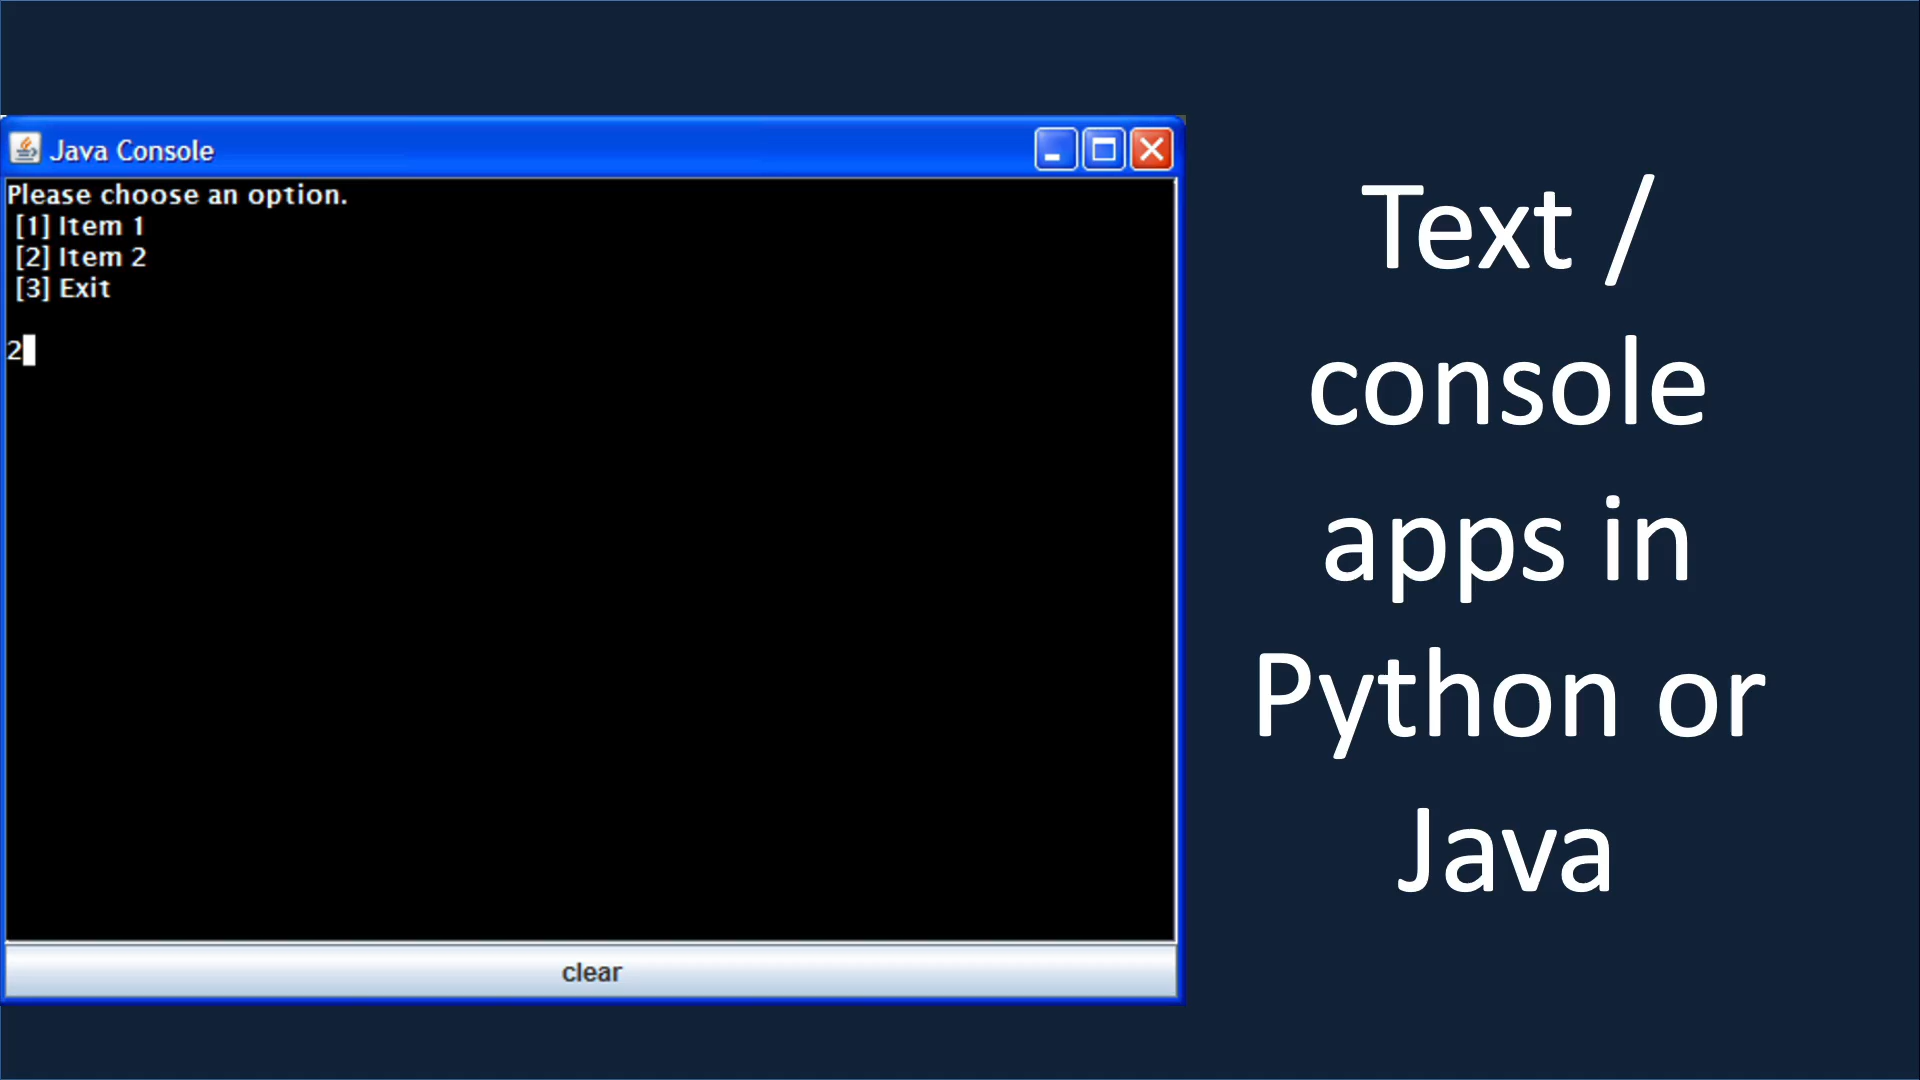 Java Console
Please choose an option.
[1] Item 1
[2] Item 2
[3] Exit
2
clear
Text /
console
apps in
Python or
Java